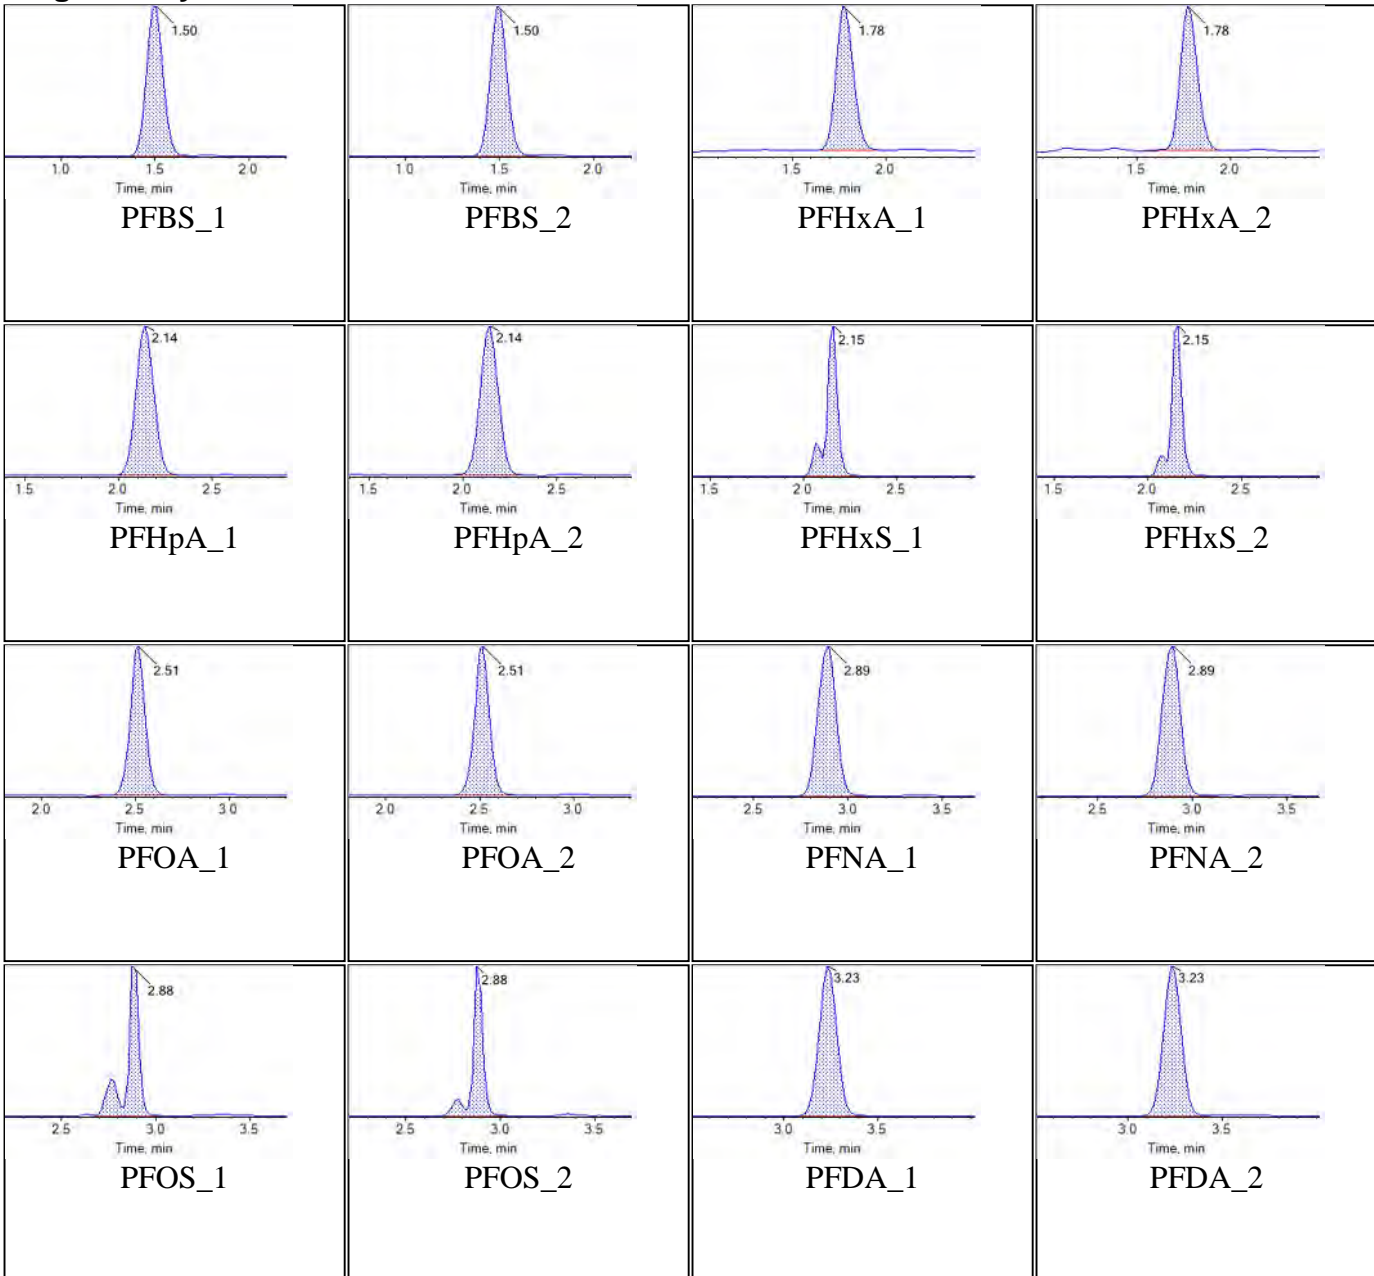 1.50 1.50 1.78 1.78
1.0 1.5 2.0 1.0 1.5 2.0 1.5 2.0 1.5 2.0
Time, min Time, min Time, min Time, min
PFBS_1 PFBS_2 PFHxA_1 PFHxA_2
2.14 2.14 2.15 2.15
1.5 2.0 2.5 1.5 2.0 2.5 1.5 2.0 2.5 1.5 2.0 2.5
Time, min Time, min Time, min Time, min
PFHpA_1 PFHpA_2 PFHxS_1 PFHxS_2
2.51 2.51 2.89 2.89
2.0 2.5 3.0 2.0 2.5 3.0 2.5 3.0 3.5 2.5 3.0 3.5
Time, min Time, min Time, min Time, min
PFOA_1 PFOA_2 PFNA_1 PFNA_2
2.88 2.88 3.23 3.23
2.5 3.0 3.5 2.5 3.0 3.5 3.0 3.5 3.0 3.5
Time, min Time, min Time, min Time, min
PFOS_1 PFOS_2 PFDA_1 PFDA_2